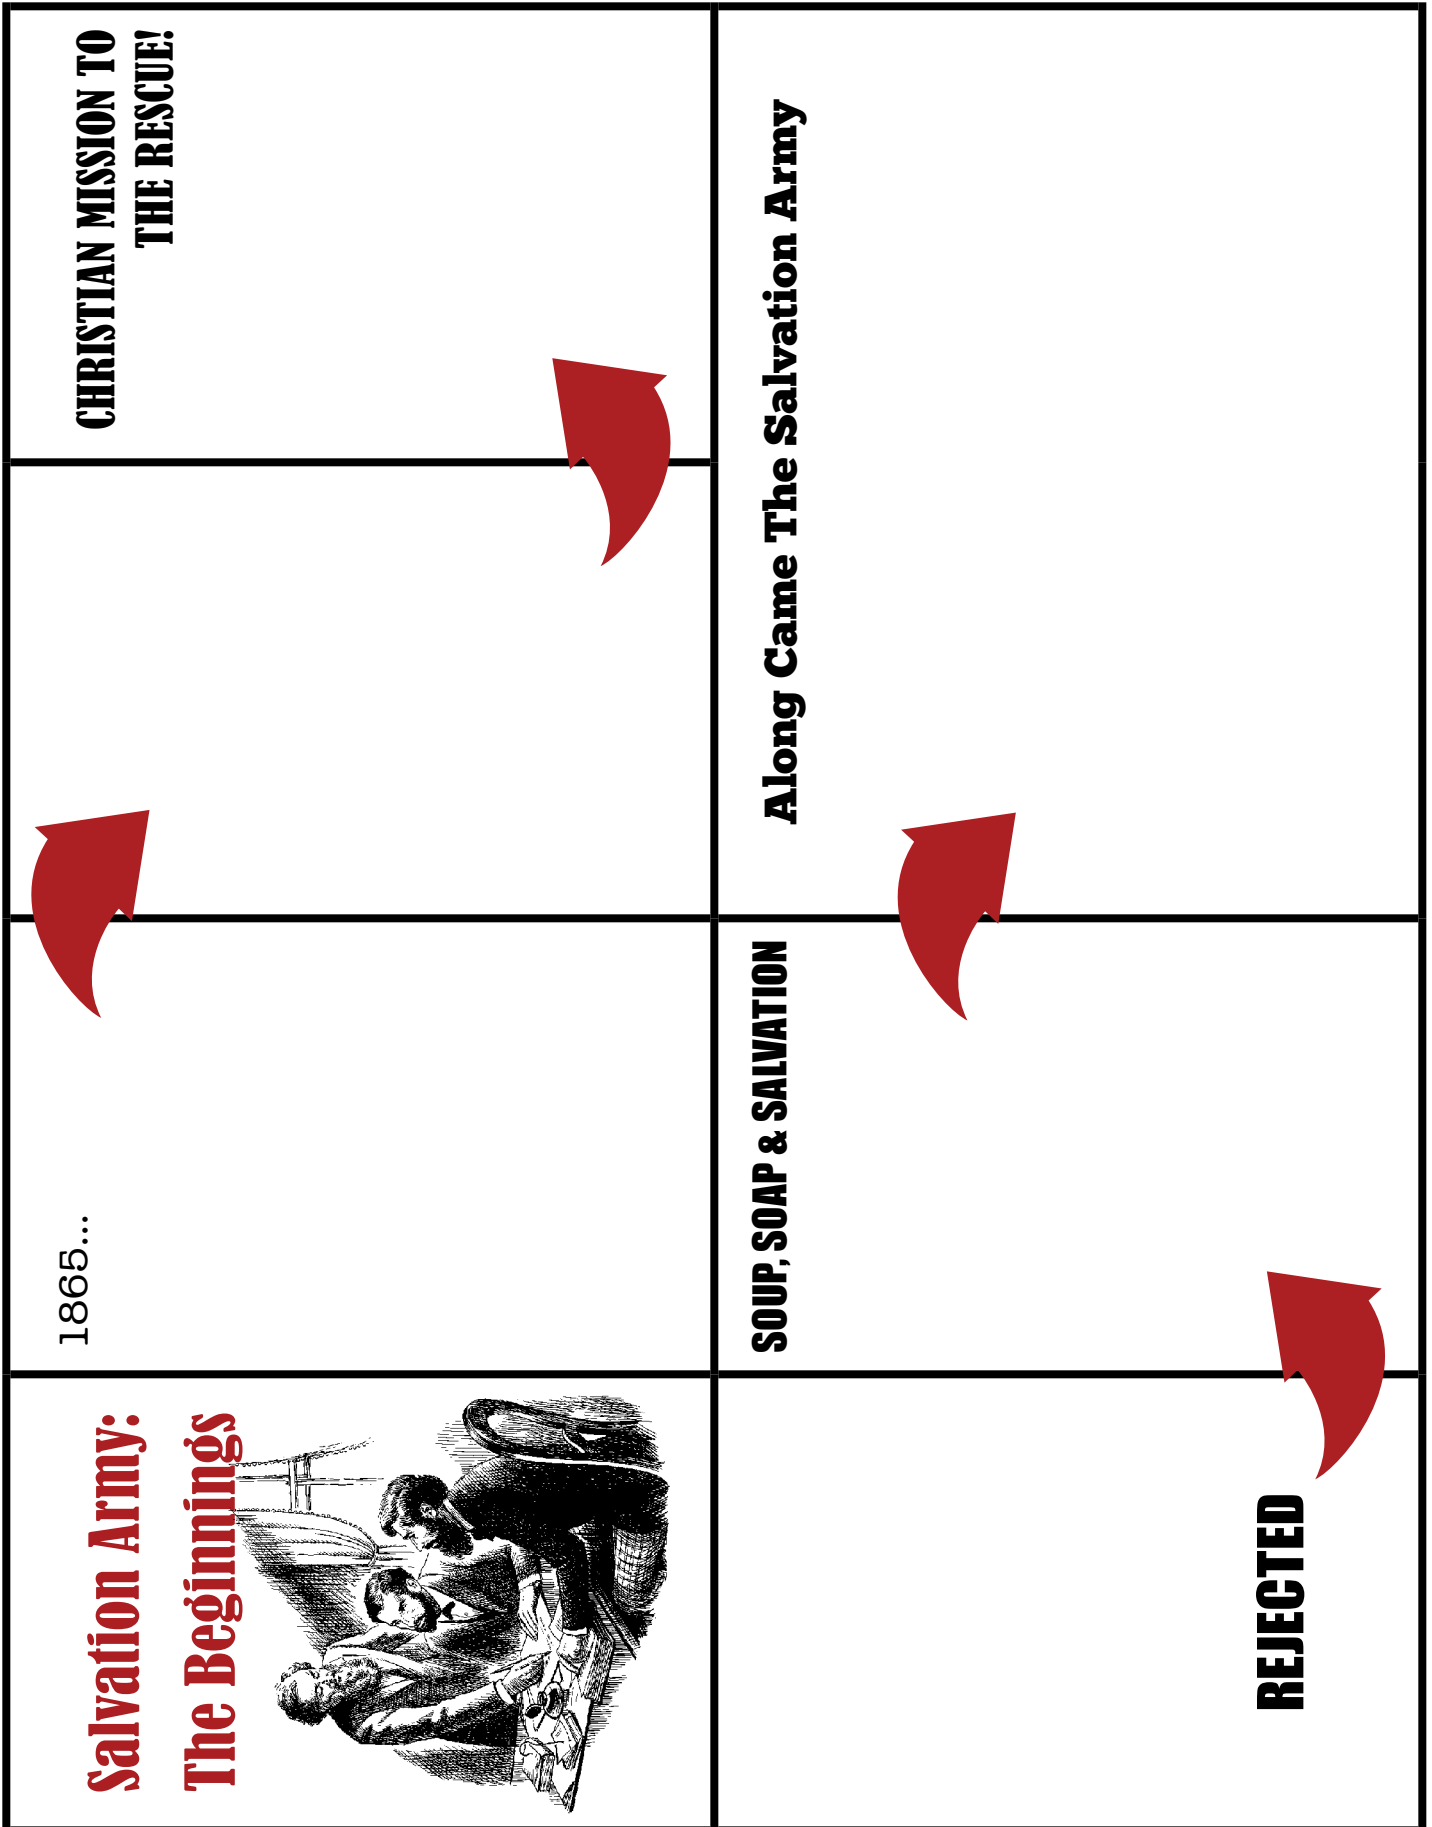 Salvation Army:
The Beginnings
1865...
CHRISTIAN MISSION TO
THE RESCUE!
REJECTED
SOUP, SOAP & SALVATION
Along Came The Salvation Army